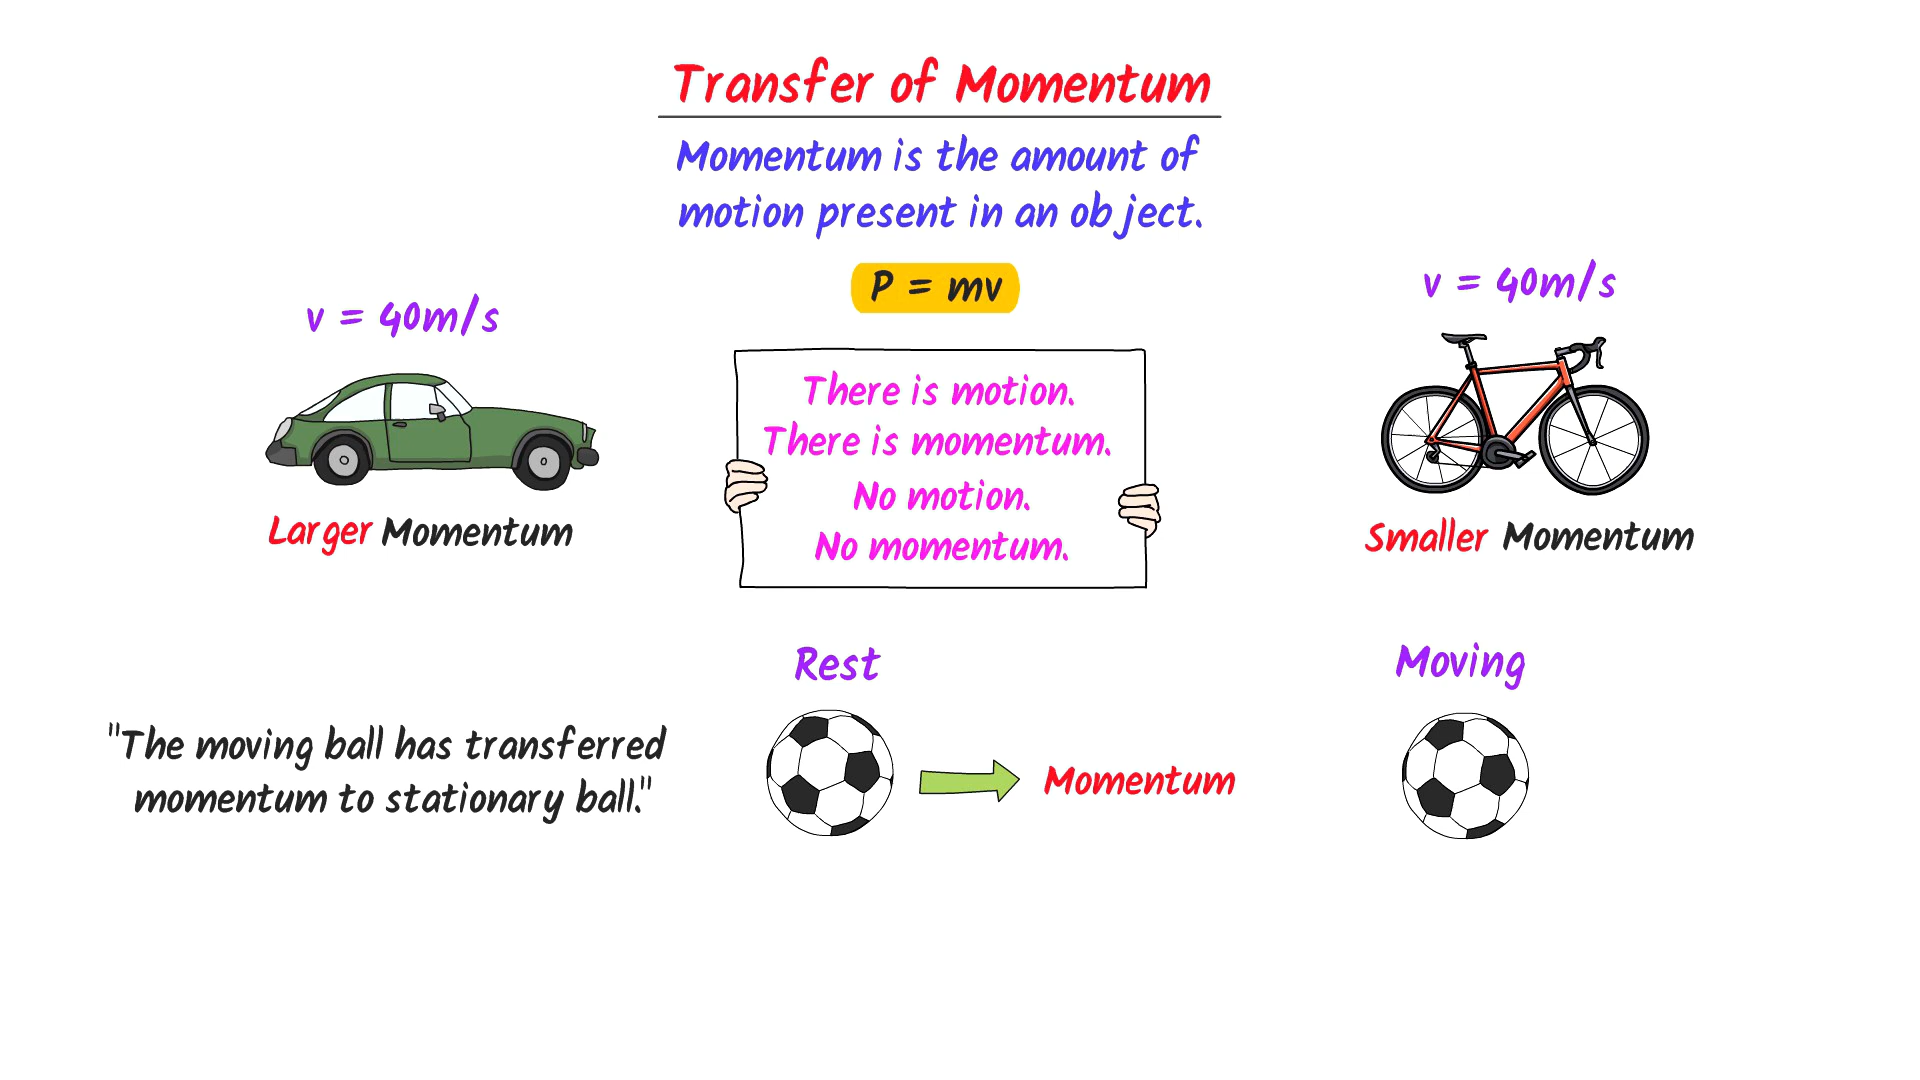 Transfer of Momentum
Momentum is the amount of
motion present in an object.
P = mv
v = 40m/s
Larger Momentum
There is motion.
There is momentum.
No motion.
No momentum.
v = 40m/s
Smaller Momentum
"The moving ball has transferred
momentum to stationary ball."
Rest
Momentum
Moving